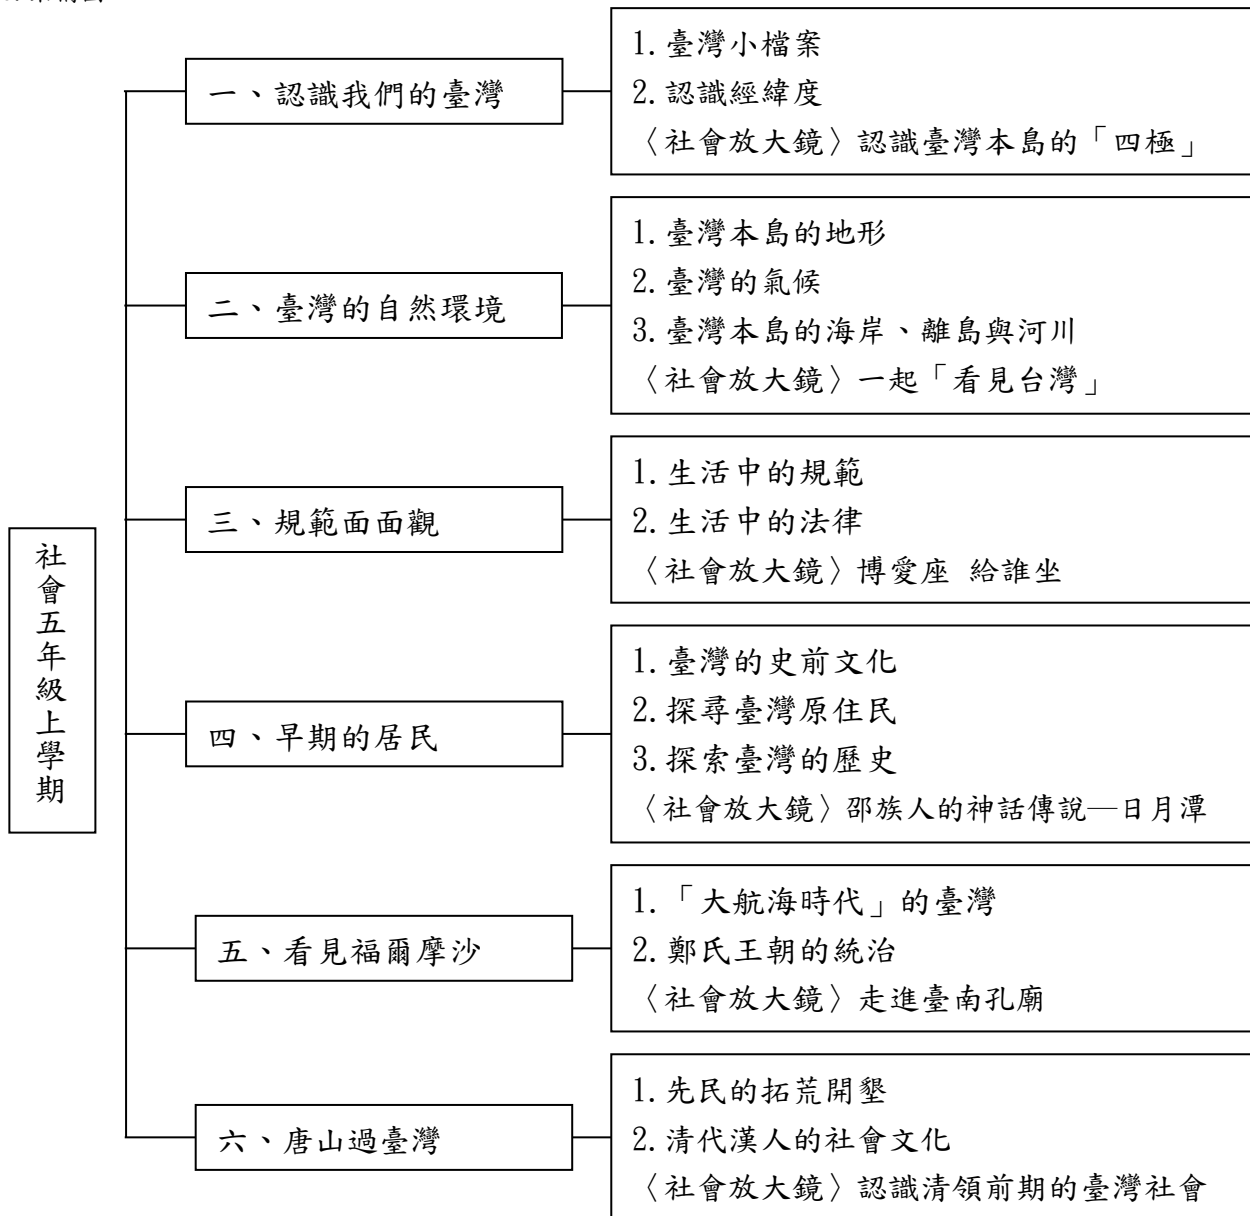 社會五年級上學期
一、認識我們的臺灣
1.臺灣小檔案
2.認識經緯度
〈社會放大鏡〉認識臺灣本島的「四極」
二、臺灣的自然環境
1.臺灣本島的地形
2.臺灣的氣候
3.臺灣本島的海岸、離島與河川
〈社會放大鏡〉一起「看見台灣」
三、規範面面觀
1.生活中的規範
2.生活中的法律
〈社會放大鏡〉博愛座 給誰坐
四、早期的居民
1.臺灣的史前文化
2.探尋臺灣原住民
3.探索臺灣的歷史
〈社會放大鏡〉邵族人的神話傳說—日月潭
五、看見福爾摩沙
1.「大航海時代」的臺灣
2.鄭氏王朝的統治
〈社會放大鏡〉走進臺南孔廟
六、唐山過臺灣
1.先民的拓荒開墾
2.清代漢人的社會文化
〈社會放大鏡〉認識清領前期的臺灣社會